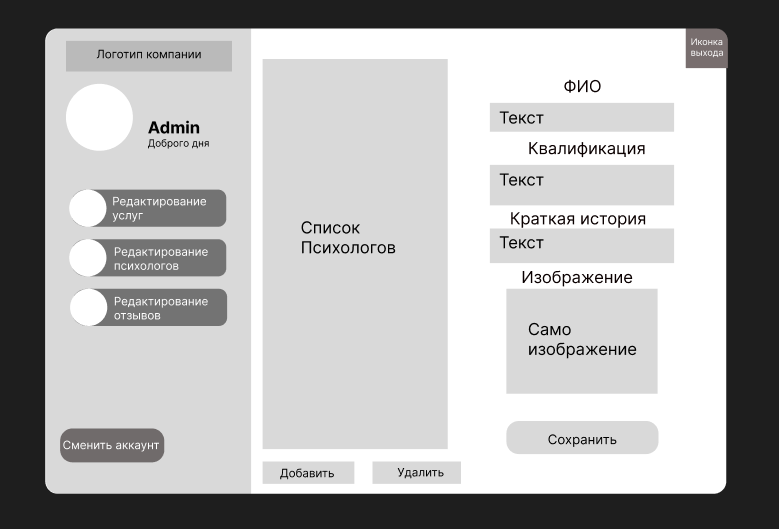 Логотип компании
Admin
Доброго дня
Редактирование
услуг
Редактирование
психологов
Редактирование
отзывов
Сменить аккаунт
Список
Психологов
Добавить
Удалить
Иконка
выхода
ФИО
Текст
Квалификация
Текст
Краткая история
Текст
Изображение
Само
изображение
Сохранить